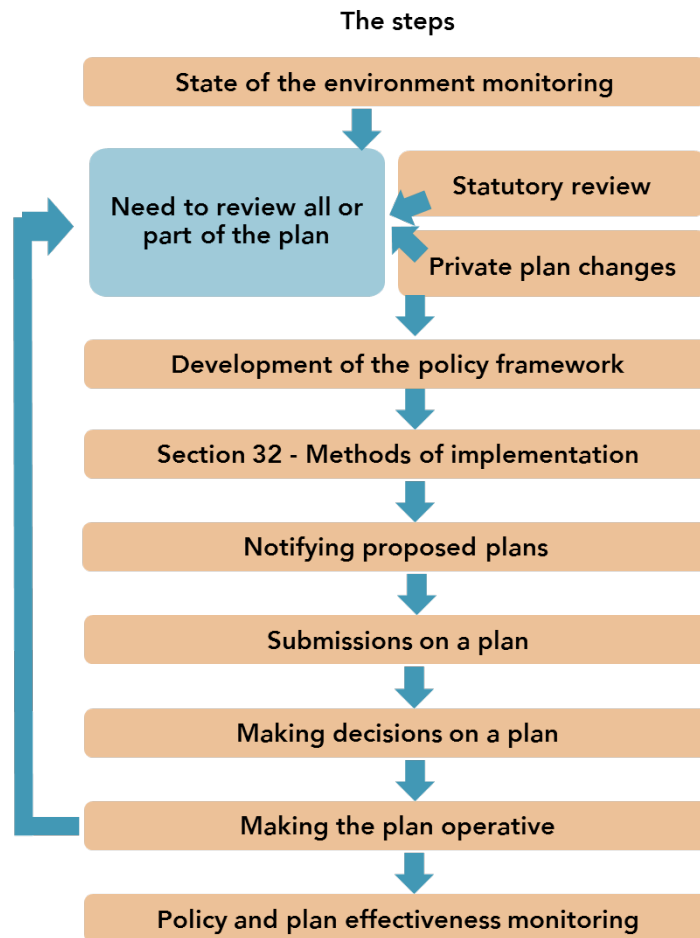 The steps
State of the environment monitoring
Need to review all or
part of the plan
Statutory review
Private plan changes
Development of the policy framework
Section 32 - Methods of implementation
Notifying proposed plans
Submissions on a plan
Making decisions on a plan
Making the plan operative
Policy and plan effectiveness monitoring